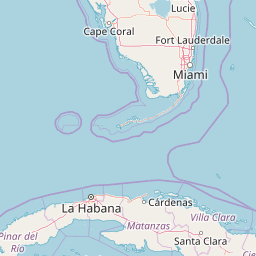 Lucie
Cape Coral
Fort Lauderdale
Miami
La Habana
Cárdenas
Pinar del
Río
Matanzas
Villa Clara
Santa Clara